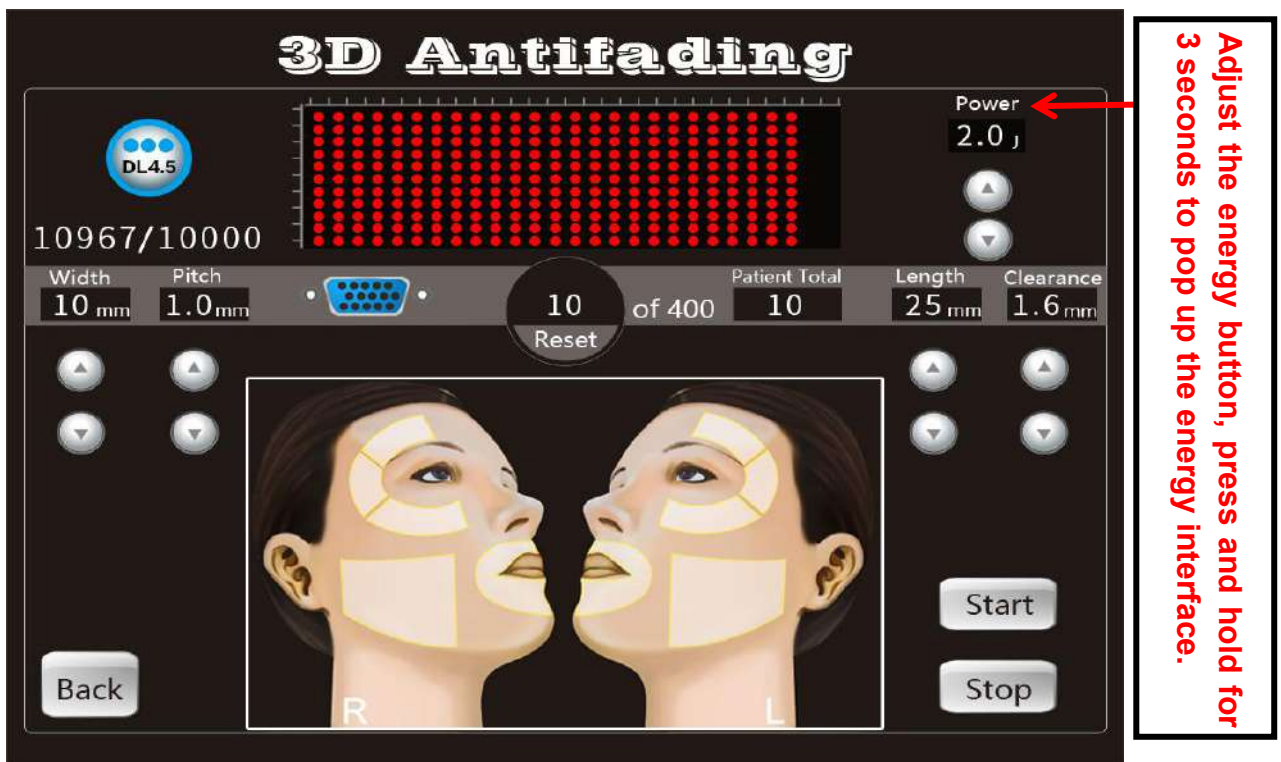 3D Antifading
Power
2.0 J
DL4.5
10967/10000
Width
10 mm
Pitch
1.0 mm
10
Reset
of 400
Patient Total
10
Length
25 mm
Clearance
1.6 mm
R
L
Start
Back
Stop
Adjust the energy button, press and hold for
3 seconds to pop up the energy interface.